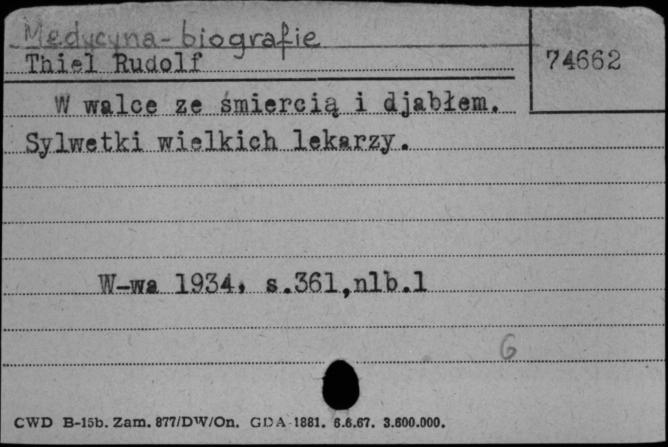 Medycyna - biografie
Thiel Rudolf
74662
W walce ze śmiercią i djabłem.
Sylwetki wielkich lekarzy.
W-wa 1934, s.361,nlb.1
G
CWD B-15b. Zam. 877/DW/On. GDA-1881. 6.6.67. 3.600.000.